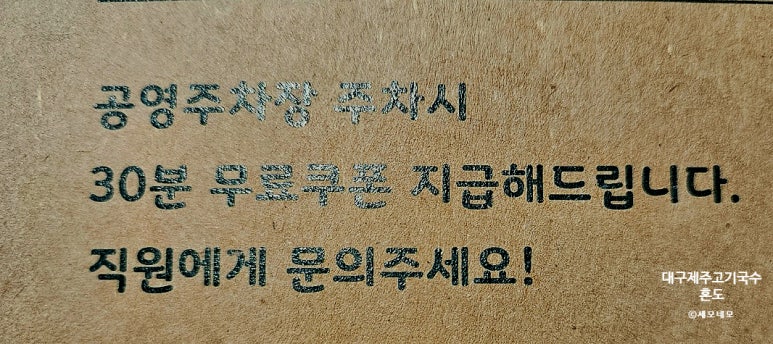 공영주차장 주차시
30분 무료쿠폰 지급해드립니다.
직원에게 문의주세요!
대구제주고기국수
혼도
©세모네모